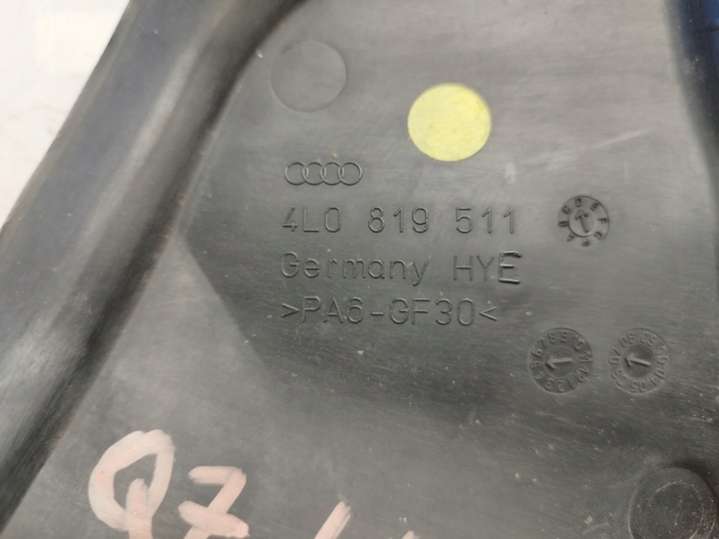 4L0 819 511
Germany HYE
>PA6-GF30<
Q7